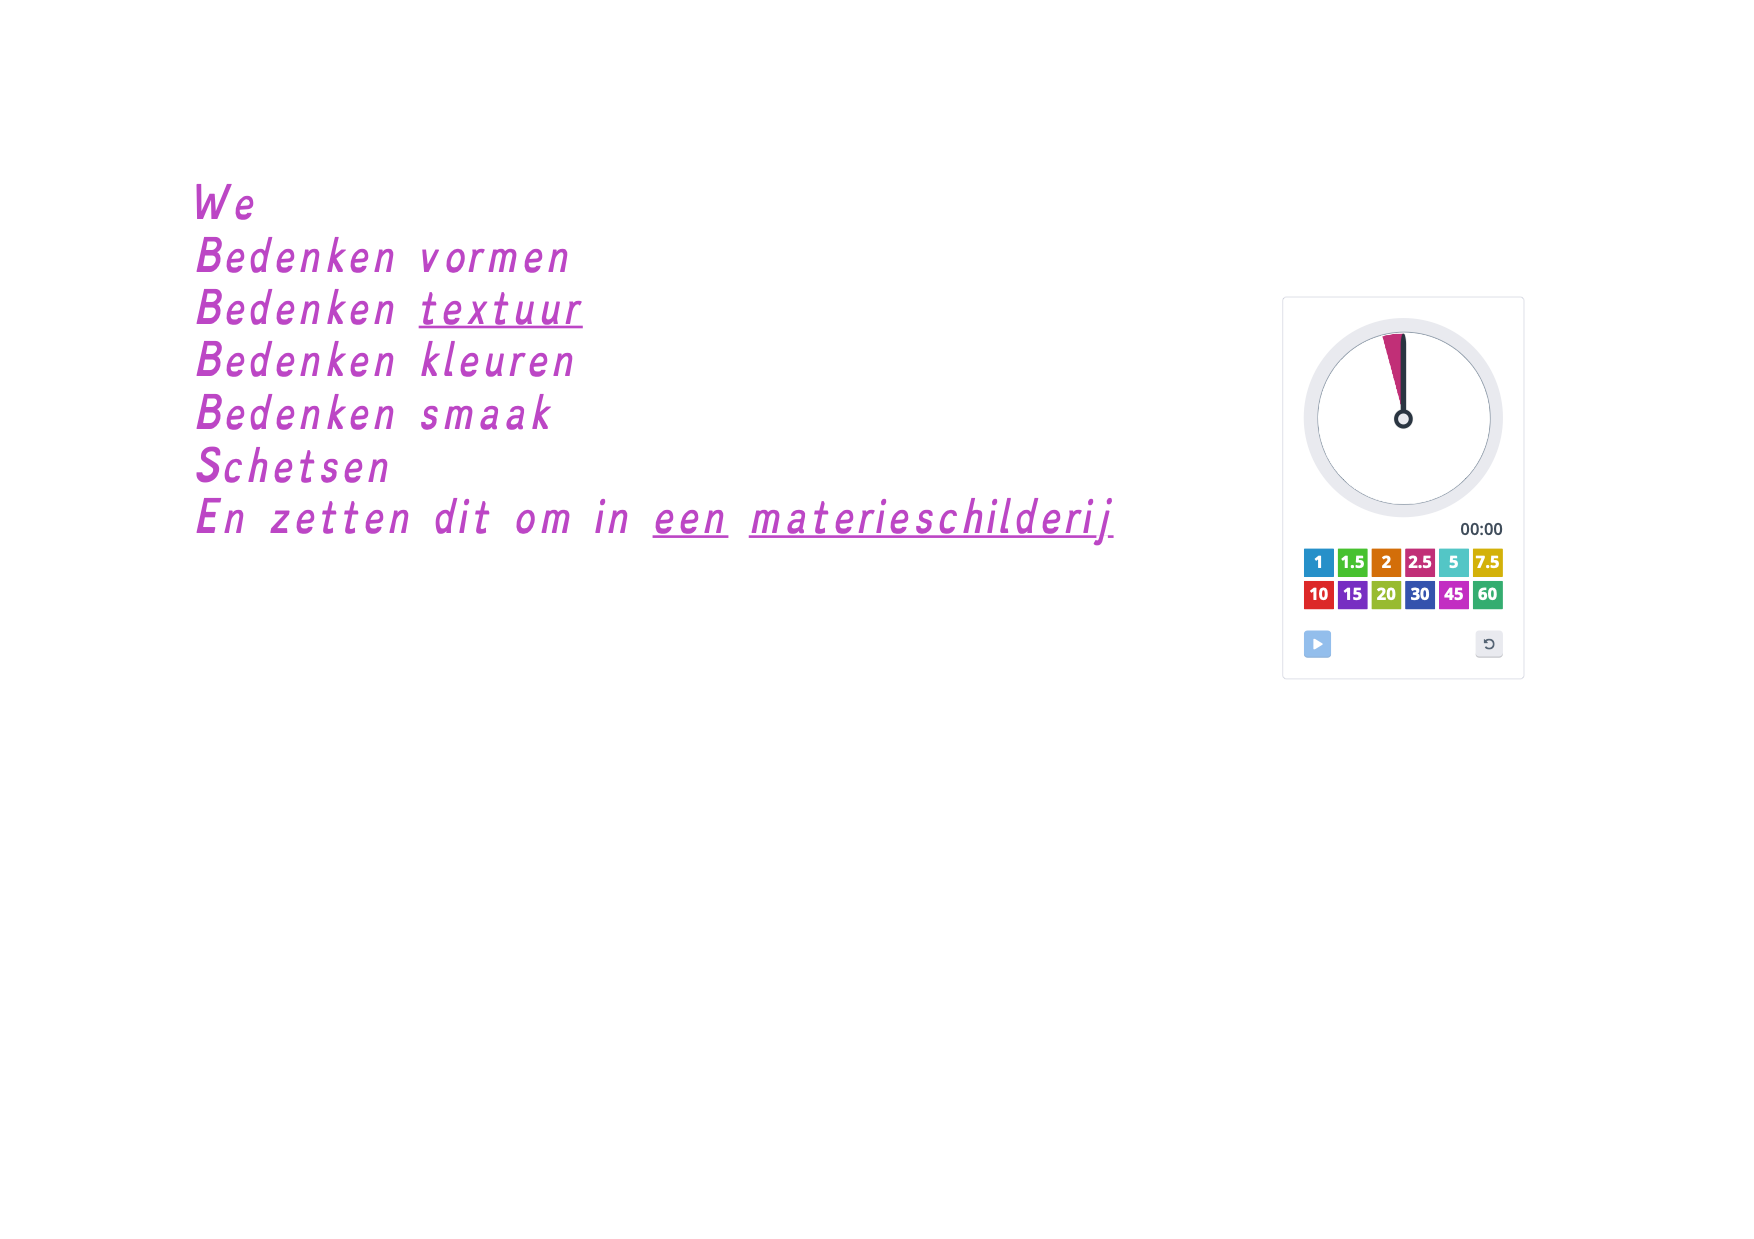 We
Bedenken vormen
Bedenken textuur
Bedenken kleuren
Bedenken smaak
Schetsen
En zetten dit om in een materieschilderij
00:00
1 1.5 2 2.5 5 7.5
10 15 20 30 45 60